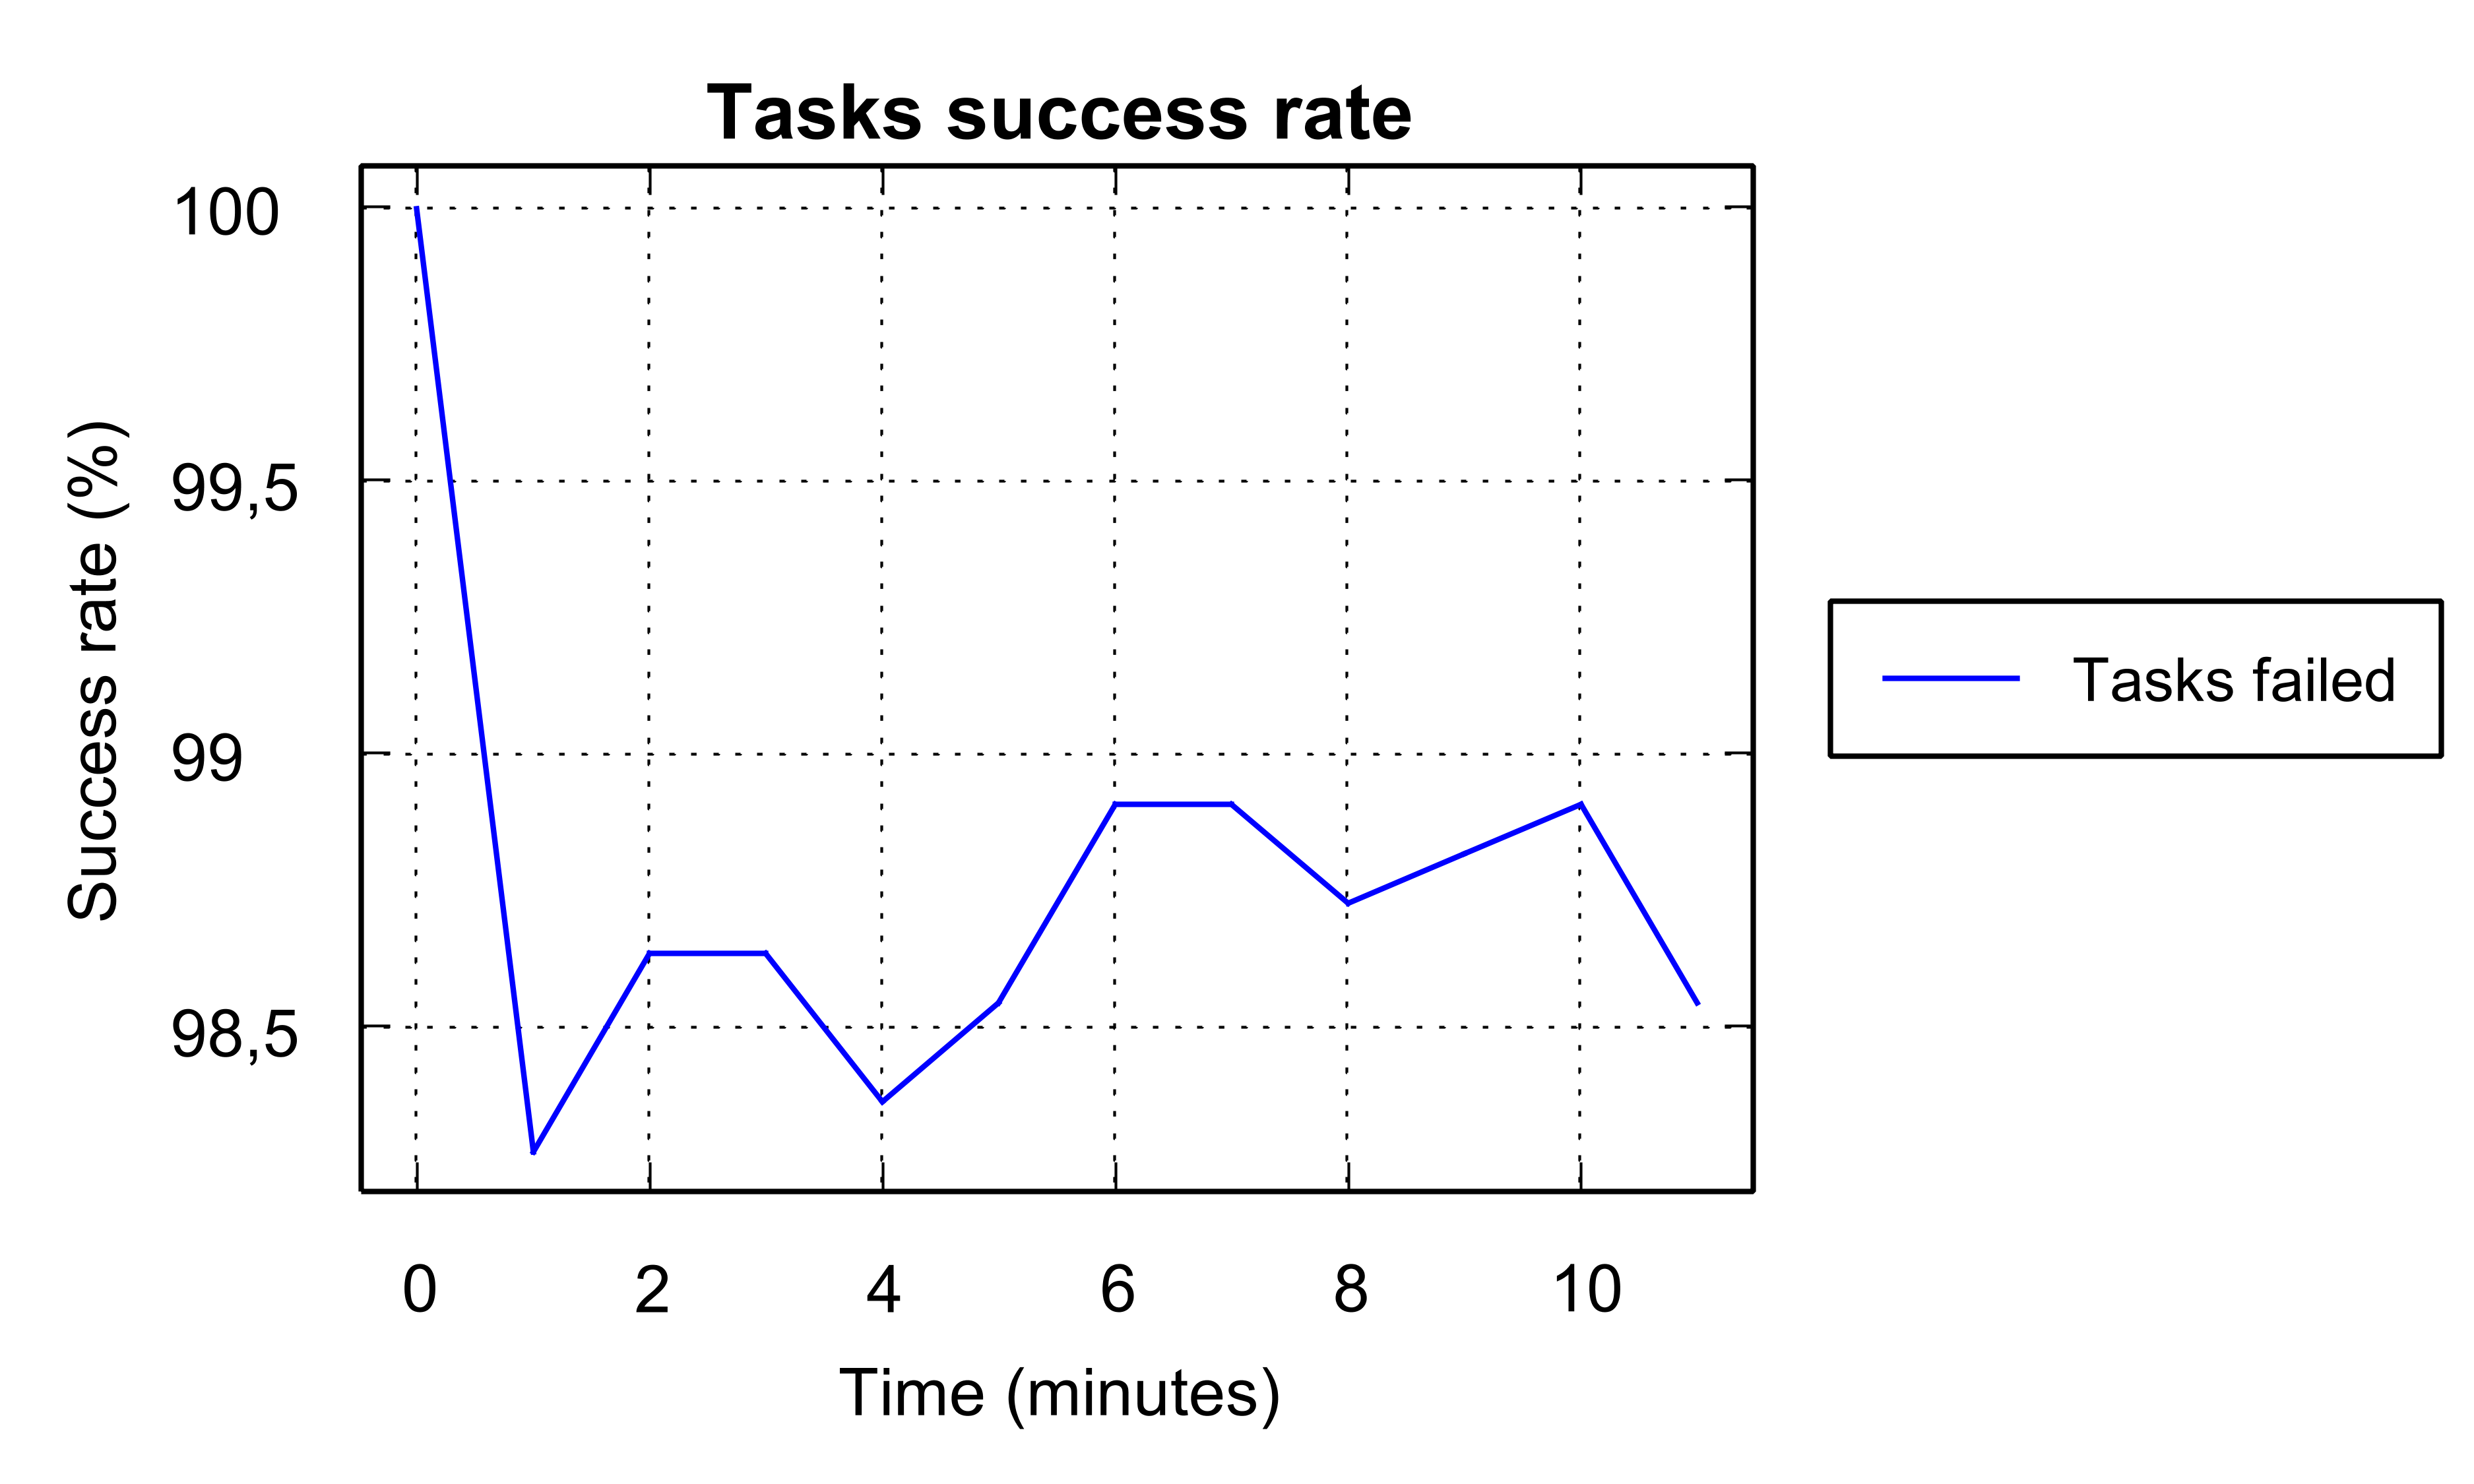 Tasks success rate
100
99,5
99
98,5
Success rate (%)
0 2 4 6 8 10
Time (minutes)
Tasks failed